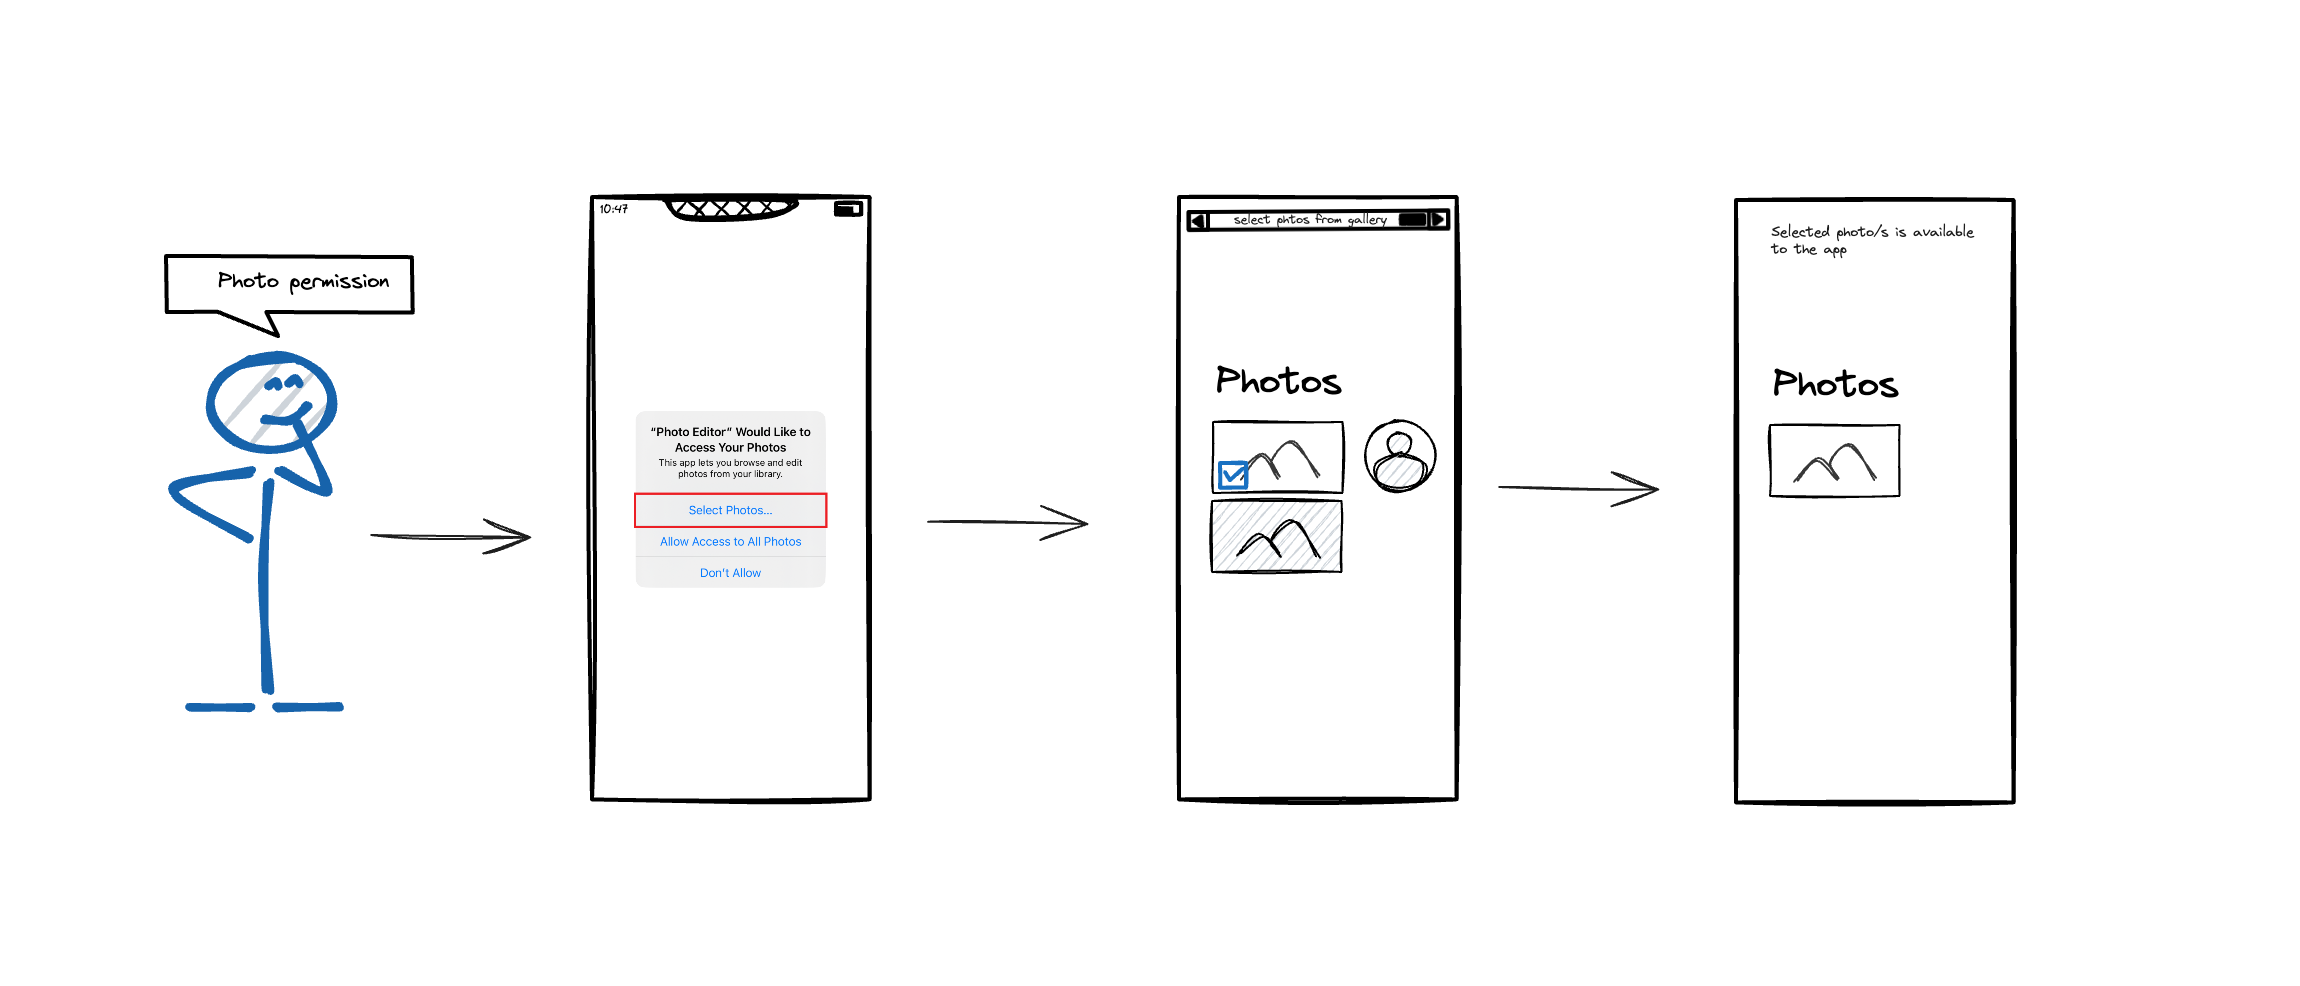 Photo permission
10:47
“Photo Editor” Would Like to
Access Your Photos
This app lets you browse and edit
photos from your library.
Select Photos...
Allow Access to All Photos
Don't Allow
select phtos from gallery
Photos
Selected photo/s is available
to the app
Photos